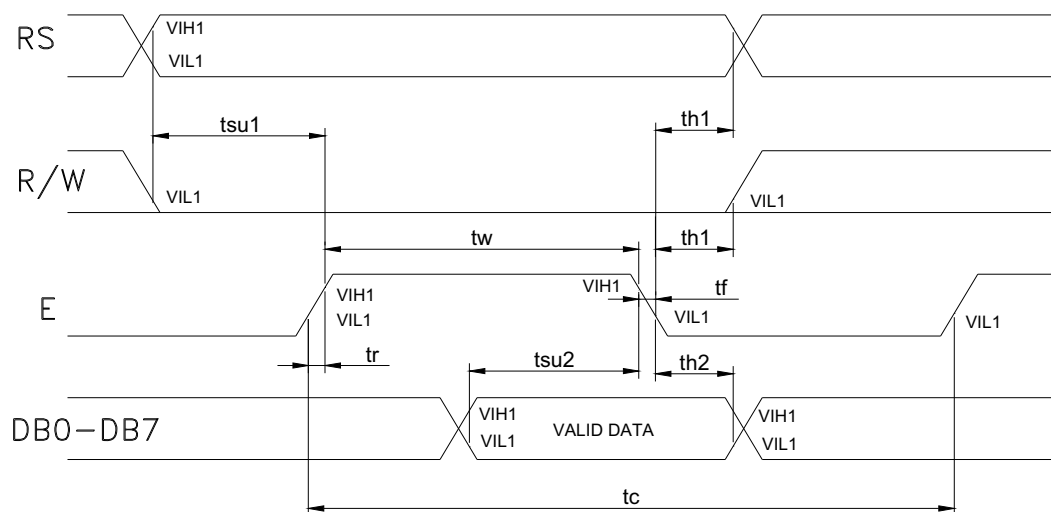 RS
VIH1
VIL1
tsu1
th1
R/W
VIL1
VIL1
tw
th1
E
VIH1
VIL1
VIH1
tf
VIL1
VIL1
tr
tsu2
th2
DB0-DB7
VIH1
VIL1
VALID DATA
VIH1
VIL1
tc